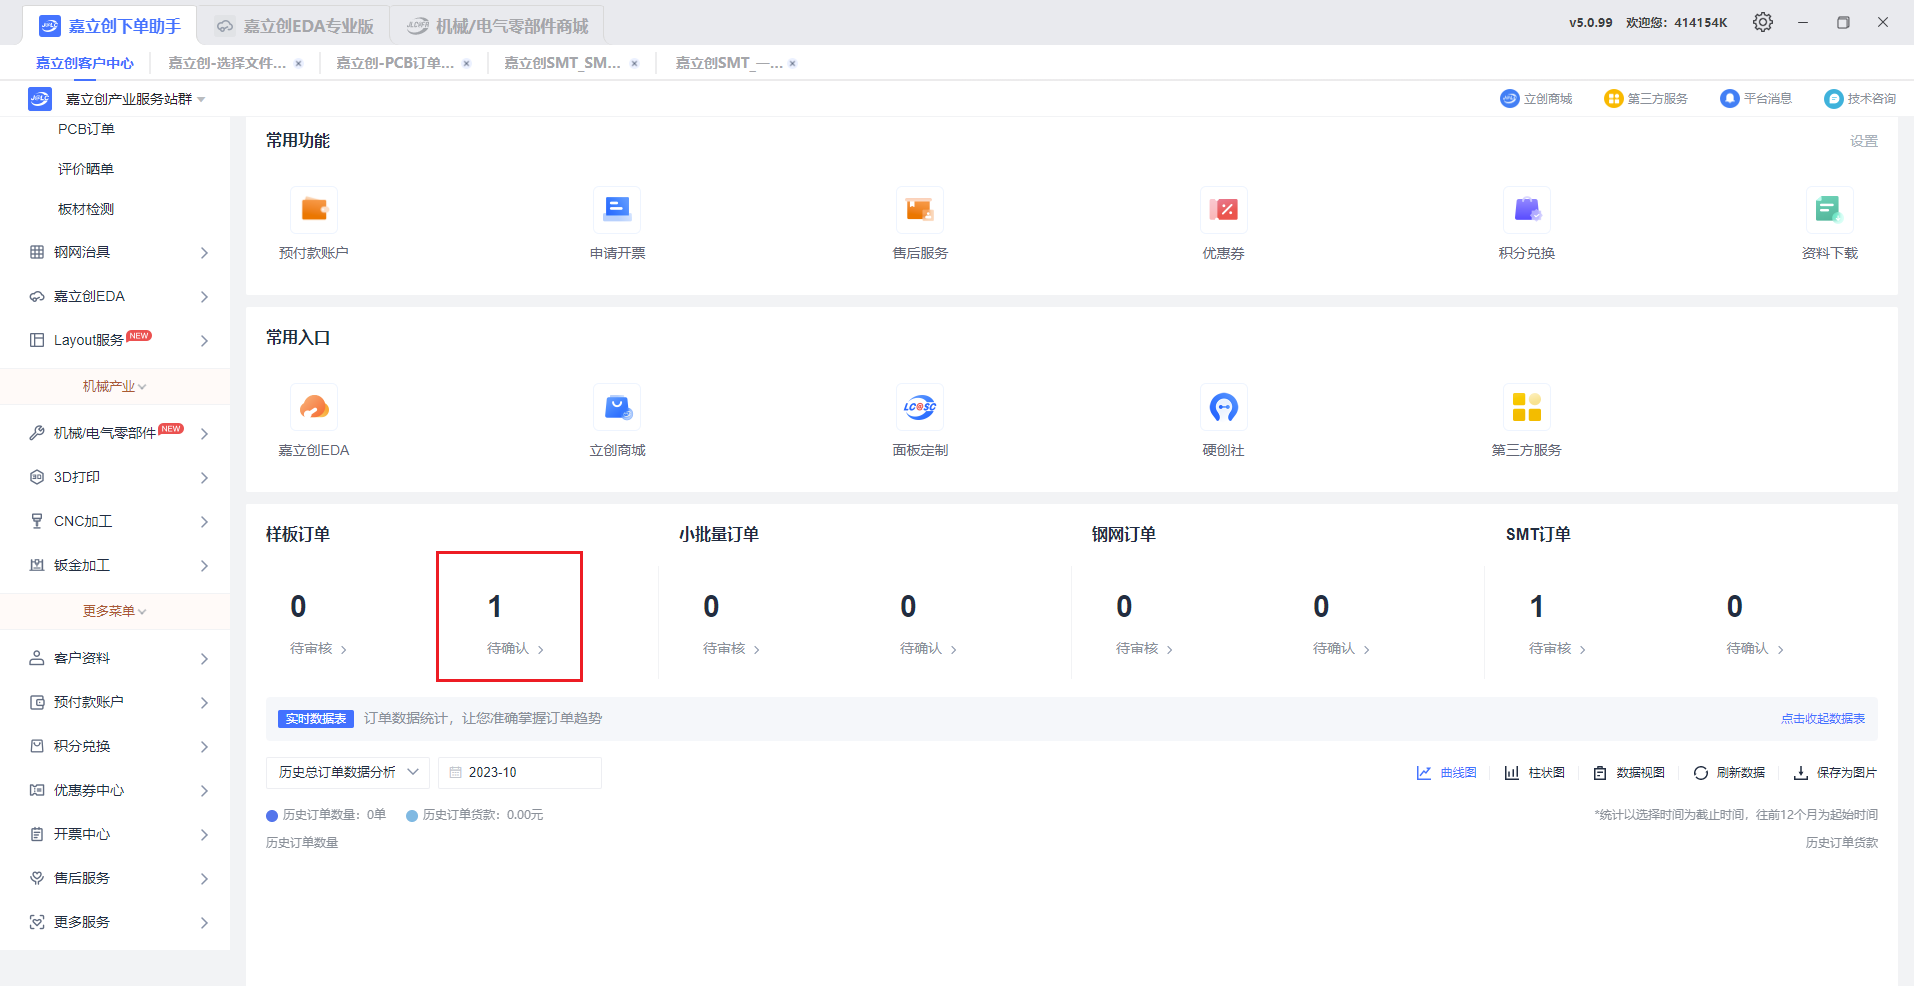 嘉立创下单助手
嘉立创EDA专业版
机械/电气零部件商城
v5.0.99 欢迎您：414154K
嘉立创客户中心
嘉立创-选择文件...
嘉立创-PCB订单...
嘉立创SMT_SM...
嘉立创SMT_一...
嘉立创产业服务站群
立创商城
第三方服务
平台消息
技术咨询
PCB订单
评价晒单
板材检测
钢网治具
嘉立创EDA
Layout服务 NEW
机械产业
机械/电气零部件 NEW
3D打印
CNC加工
钣金加工
更多菜单
客户资料
预付款账户
积分兑换
优惠券中心
开票中心
售后服务
更多服务
常用功能
设置
预付款账户
申请开票
售后服务
优惠券
积分兑换
资料下载
常用入口
嘉立创EDA
立创商城
面板定制
硬创社
第三方服务
样板订单
0
待审核
1
待确认
小批量订单
0
待审核
0
待确认
钢网订单
0
待审核
0
待确认
SMT订单
1
待审核
0
待确认
实时数据表 订单数据统计，让您准确掌握订单趋势
点击收起数据表
历史总订单数据分析
2023-10
曲线图
柱状图
数据视图
刷新数据
保存为图片
历史订单数量：0单
历史订单货款：0.00元
*统计以选择时间为截止时间，往前12个月为起始时间
历史订单数量
历史订单货款